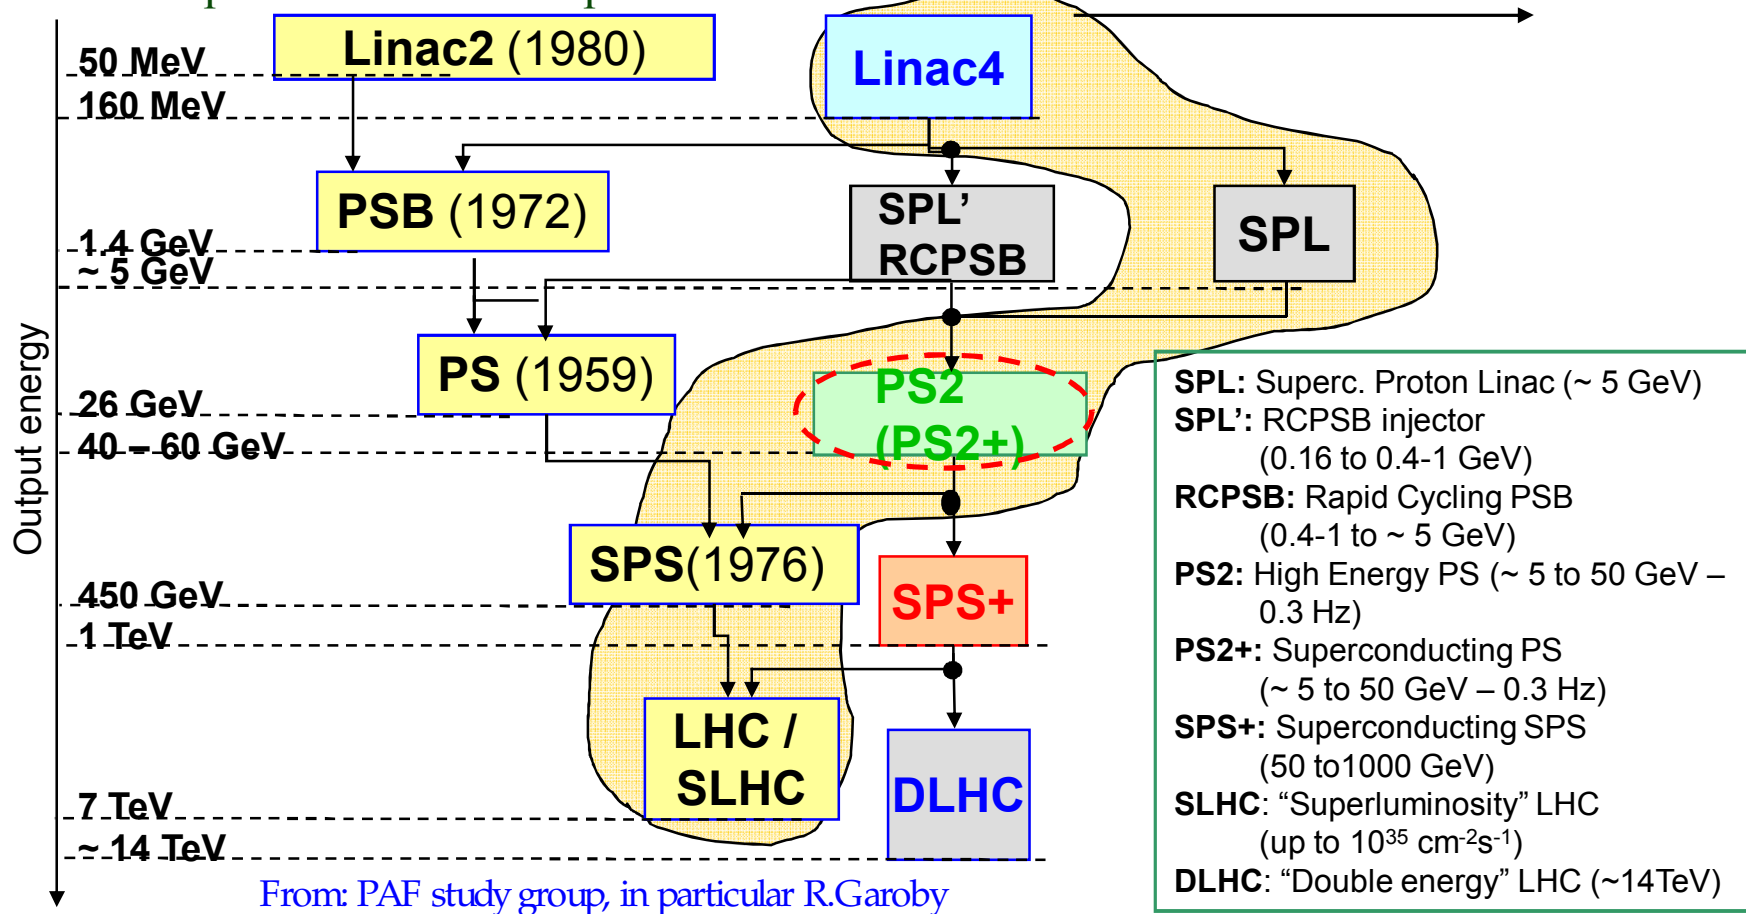 Linac2 (1980)
Linac4
50 MeV
160 MeV
PSB (1972)
SPL’
RCPSB
SPL
1.4 GeV
~ 5 GeV
PS (1959)
PS2
(PS2+)
26 GeV
40 – 60 GeV
Output energy
SPS(1976)
SPS+
450 GeV
1 TeV
LHC /
SLHC
DLHC
7 TeV
~ 14 TeV
From: PAF study group, in particular R.Garoby
SPL: Superc. Proton Linac (~ 5 GeV)
SPL’: RCPSB injector
(0.16 to 0.4-1 GeV)
RCPSB: Rapid Cycling PSB
(0.4-1 to ~ 5 GeV)
PS2: High Energy PS (~ 5 to 50 GeV –
0.3 Hz)
PS2+: Superconducting PS
(~ 5 to 50 GeV – 0.3 Hz)
SPS+: Superconducting SPS
(50 to1000 GeV)
SLHC: “Superluminosity” LHC
(up to 10³⁵ cm⁻²s⁻¹)
DLHC: “Double energy” LHC (~14TeV)